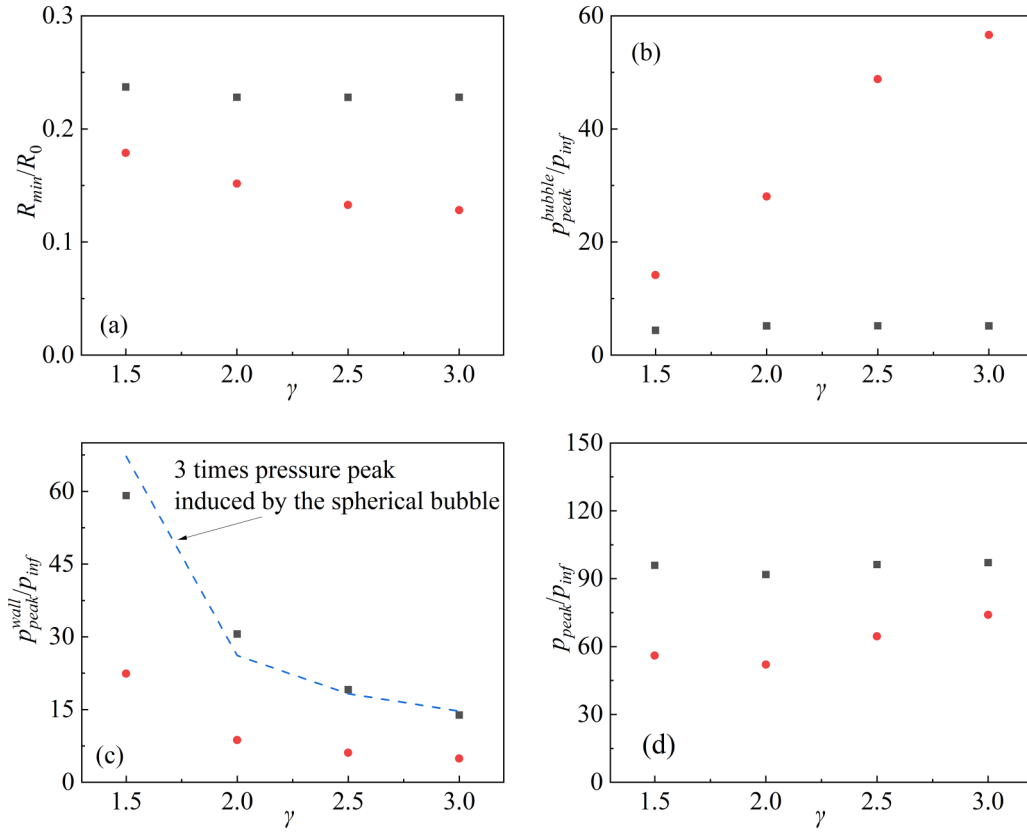 0.3
0.2
0.1
0.0
R_min/R_0
(a)
1.5 2.0 2.5 3.0
γ
60
40
20
0
p_peak^bubble/p_inf
(b)
1.5 2.0 2.5 3.0
γ
60
45
30
15
0
p_peak^wall/p_inf
3 times pressure peak
induced by the spherical bubble
(c)
1.5 2.0 2.5 3.0
γ
150
120
90
60
30
0
p_peak/p_inf
(d)
1.5 2.0 2.5 3.0
γ